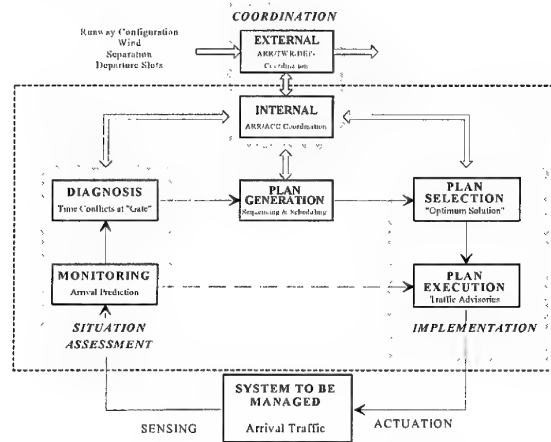 COORDINATION
Runway Configuration
Wind
Separation
Departure Slots
EXTERNAL
ARR/TWR-DEP-
Coordination
INTERNAL
ARR/ACC Coordination
DIAGNOSIS
Time Conflicts at "Gate"
PLAN
GENERATION
Sequencing & Scheduling
PLAN
SELECTION
"Optimum Solution"
MONITORING
Arrival Prediction
PLAN
EXECUTION
Traffic Advisories
SITUATION
ASSESSMENT
IMPLEMENTATION
SYSTEM TO BE
MANAGED
Arrival Traffic
SENSING
ACTUATION